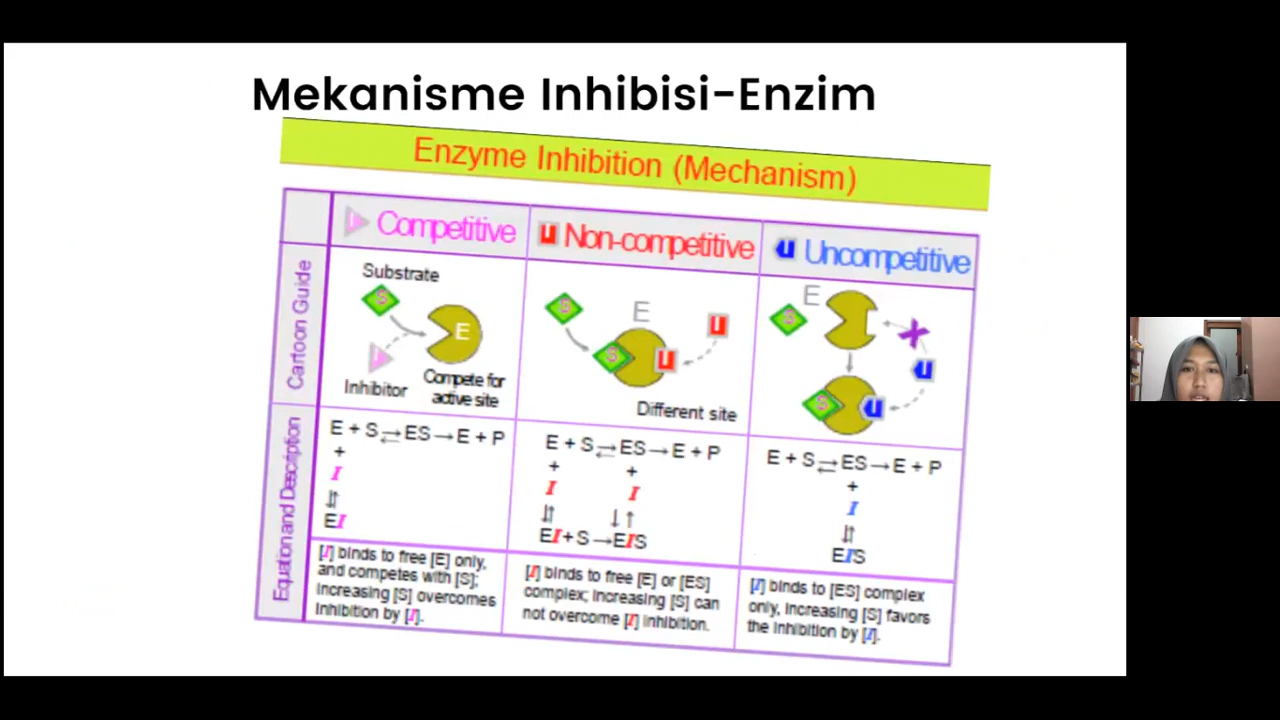 Mekanisme Inhibisi-Enzim
Enzyme Inhibition (Mechanism)
I Competitive
Non-competitive
Uncompetitive
Cartoon Guide
Substrate
S
E
I
Inhibitor
Compete for
active site
S
E
S
Different site
E
S
S
Equation and Description
E + S ⇌ ES → E + P
+
I
⇅
EI
E + S ⇌ ES → E + P
+ +
I I
⇅ ↓↑
EI + S → EIS
E + S ⇌ ES → E + P
+
I
⇅
EIS
[I] binds to free [E] only,
and competes with [S];
increasing [S] overcomes
Inhibition by [I].
[I] binds to free [E] or [ES]
complex; Increasing [S] can
not overcome [I] inhibition.
[I] binds to [ES] complex
only, increasing [S] favors
the inhibition by [I].